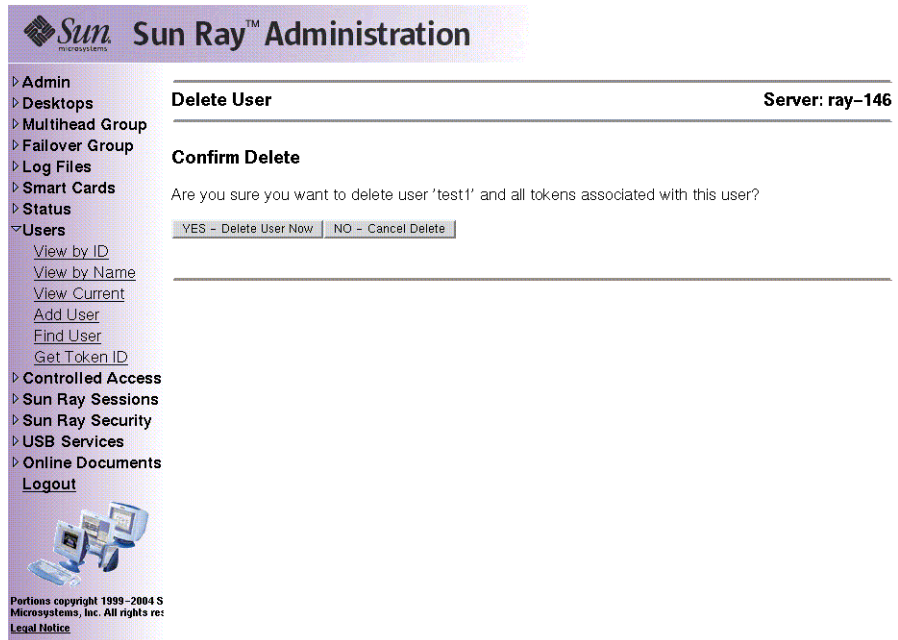 Sun
microsystems
Sun Ray™ Administration
Admin
Desktops
Multihead Group
Failover Group
Log Files
Smart Cards
Status
Users
View by ID
View by Name
View Current
Add User
Find User
Get Token ID
Controlled Access
Sun Ray Sessions
Sun Ray Security
USB Services
Online Documents
Logout
Portions copyright 1999–2004 S
Microsystems, Inc. All rights re
Legal Notice
Delete User
Server: ray–146
Confirm Delete
Are you sure you want to delete user 'test1' and all tokens associated with this user?
YES – Delete User Now
NO – Cancel Delete